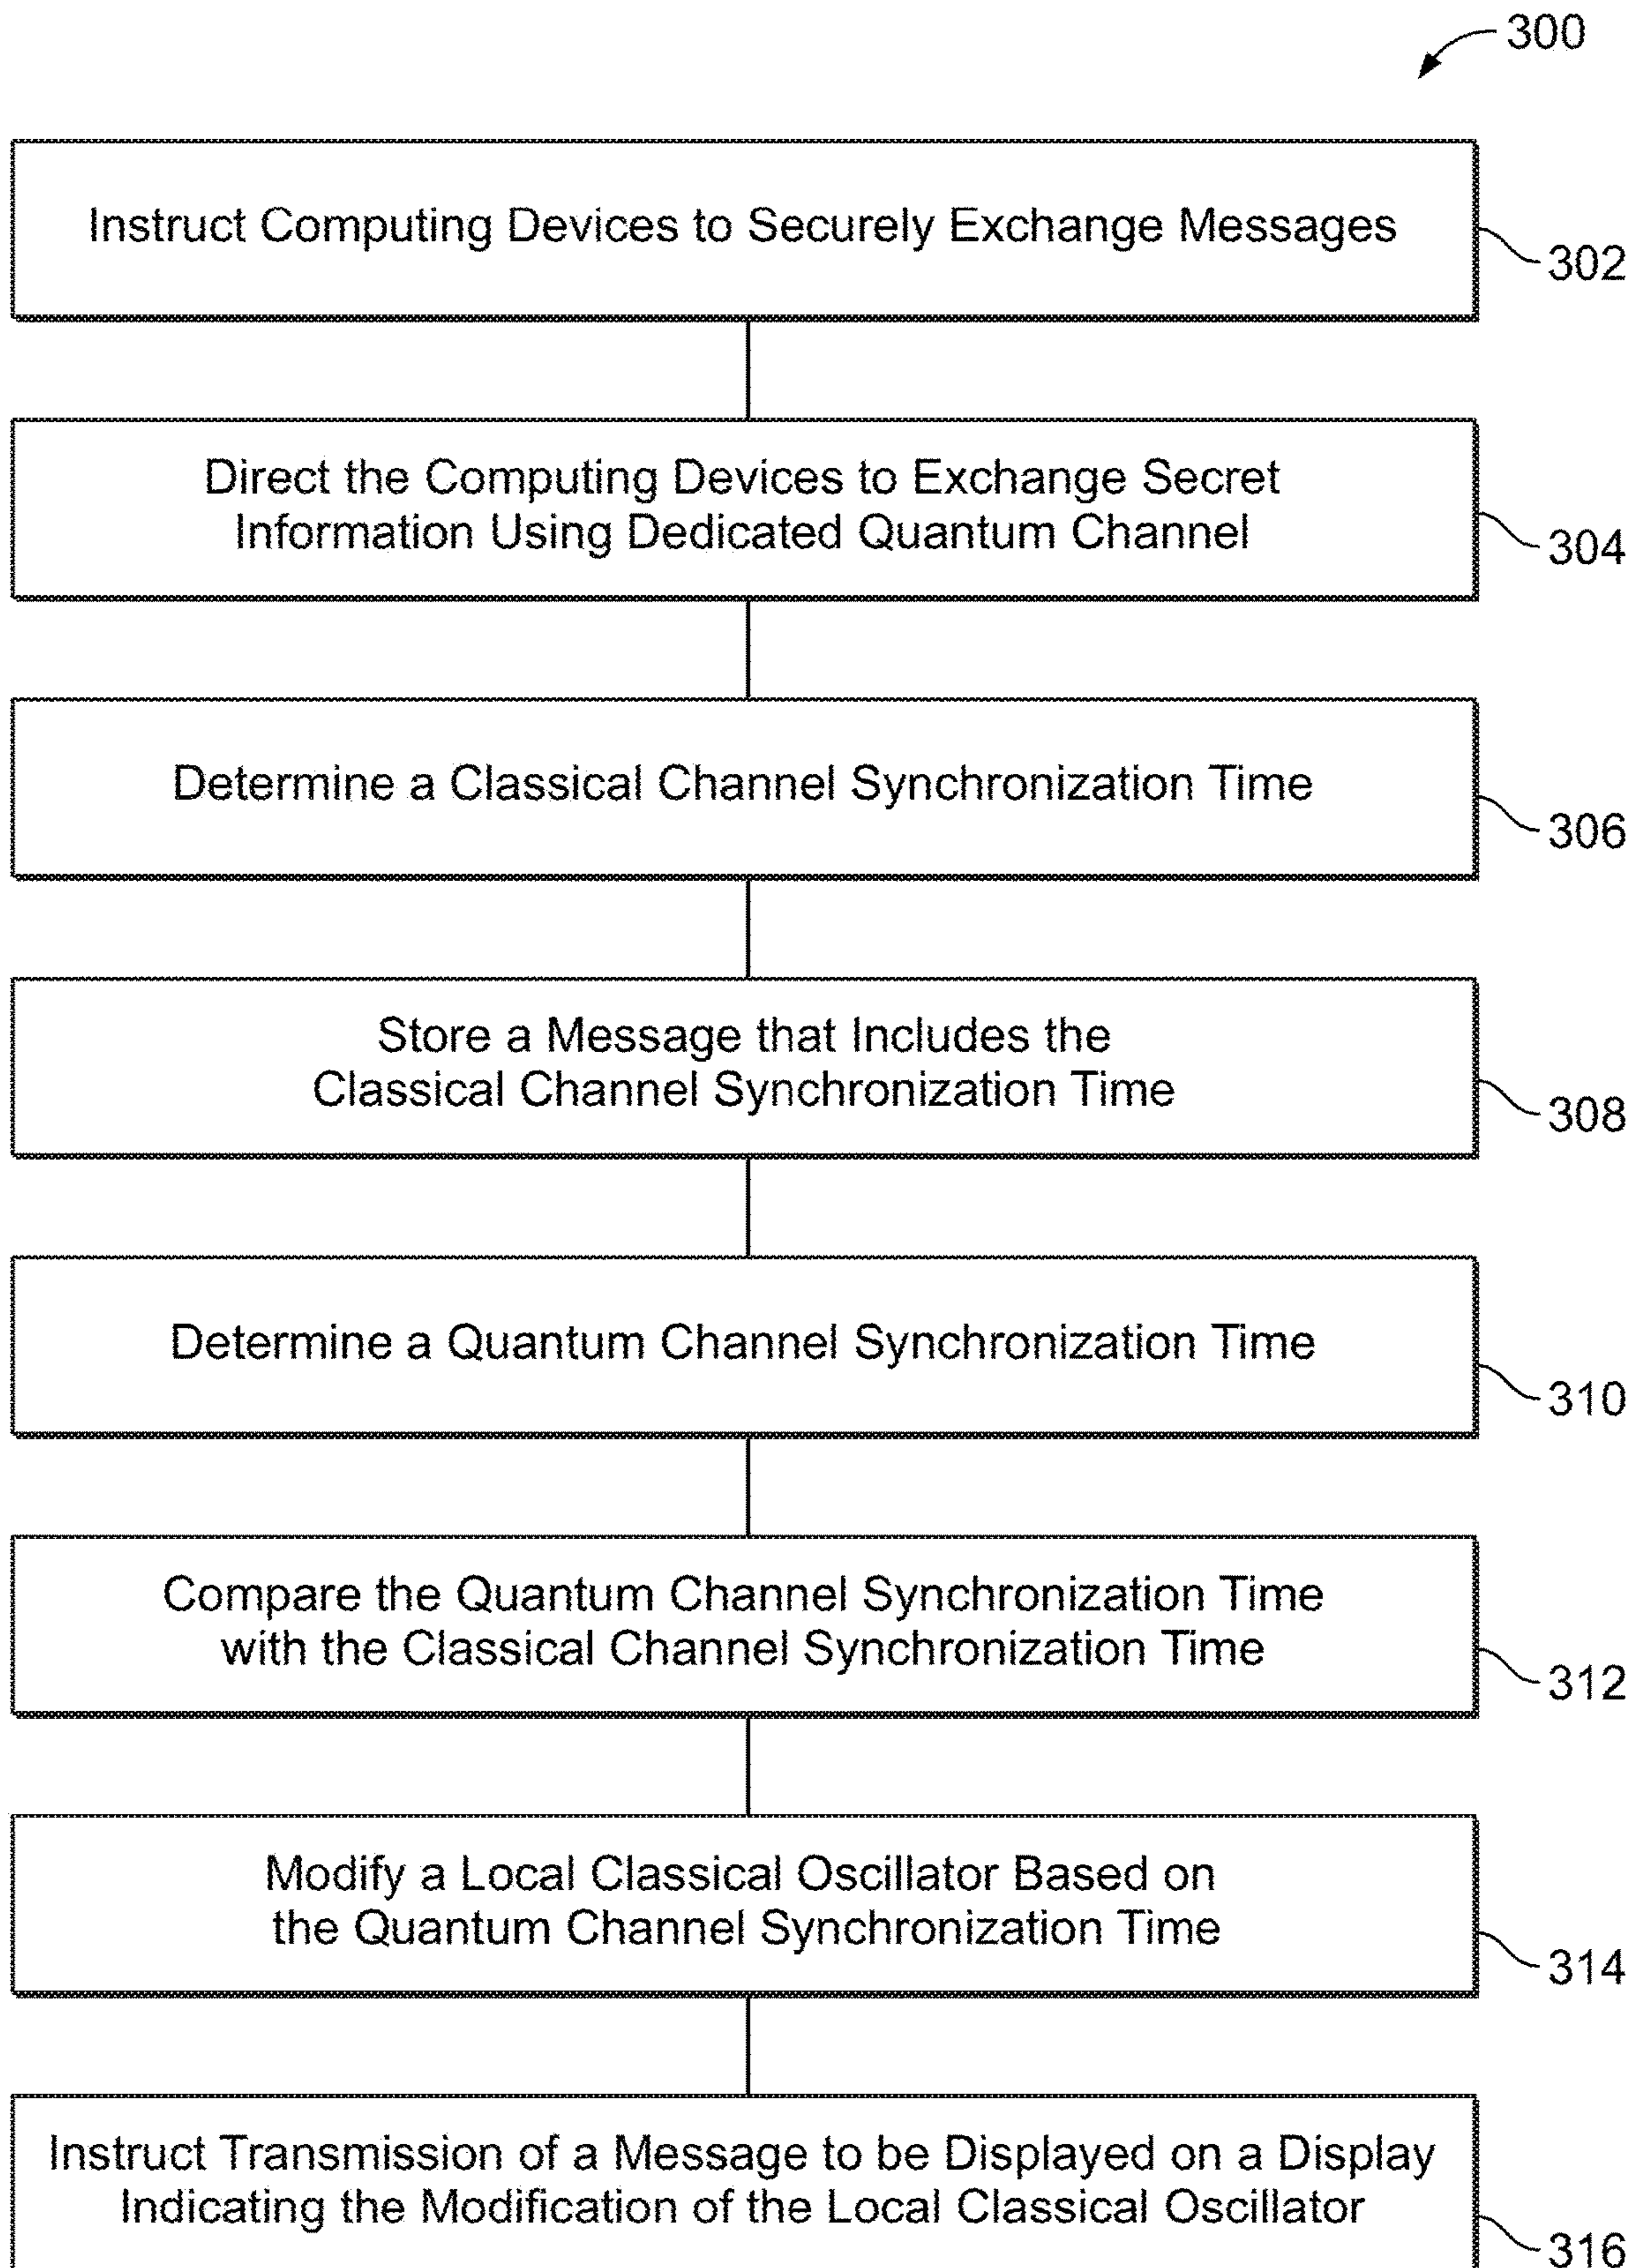 300
Instruct Computing Devices to Securely Exchange Messages
302
Direct the Computing Devices to Exchange Secret
Information Using Dedicated Quantum Channel
304
Determine a Classical Channel Synchronization Time
306
Store a Message that Includes the
Classical Channel Synchronization Time
308
Determine a Quantum Channel Synchronization Time
310
Compare the Quantum Channel Synchronization Time
with the Classical Channel Synchronization Time
312
Modify a Local Classical Oscillator Based on
the Quantum Channel Synchronization Time
314
Instruct Transmission of a Message to be Displayed on a Display
Indicating the Modification of the Local Classical Oscillator
316